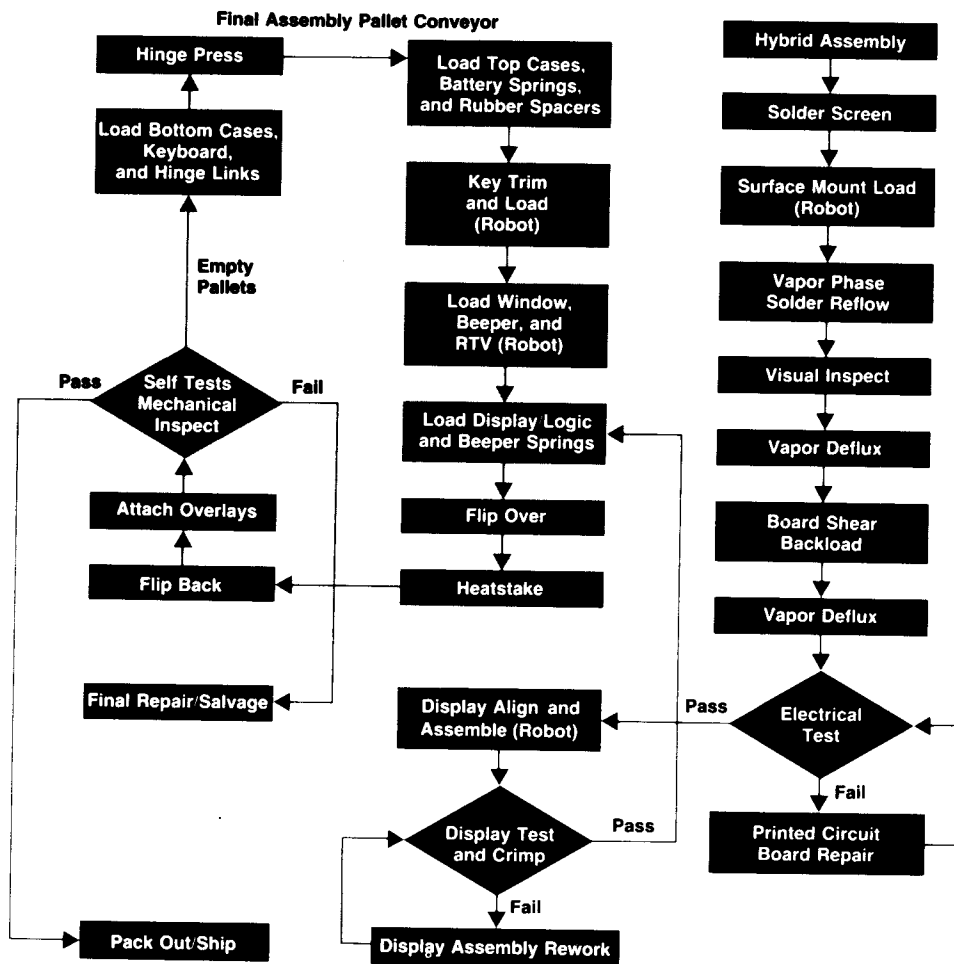 Final Assembly Pallet Conveyor
Hinge Press
Load Bottom Cases,
Keyboard,
and Hinge Links
Empty
Pallets
Pass
Self Tests
Mechanical
Inspect
Fail
Attach Overlays
Flip Back
Final Repair/Salvage
Pack Out/Ship
Load Top Cases,
Battery Springs,
and Rubber Spacers
Key Trim
and Load
(Robot)
Load Window,
Beeper, and
RTV (Robot)
Load Display/Logic
and Beeper Springs
Flip Over
Heatstake
Display Align and
Assemble (Robot)
Display Test
and Crimp
Pass
Fail
Display Assembly Rework
8
Hybrid Assembly
Solder Screen
Surface Mount Load
(Robot)
Vapor Phase
Solder Reflow
Visual Inspect
Vapor Deflux
Board Shear
Backload
Vapor Deflux
Pass
Electrical
Test
Fail
Printed Circuit
Board Repair